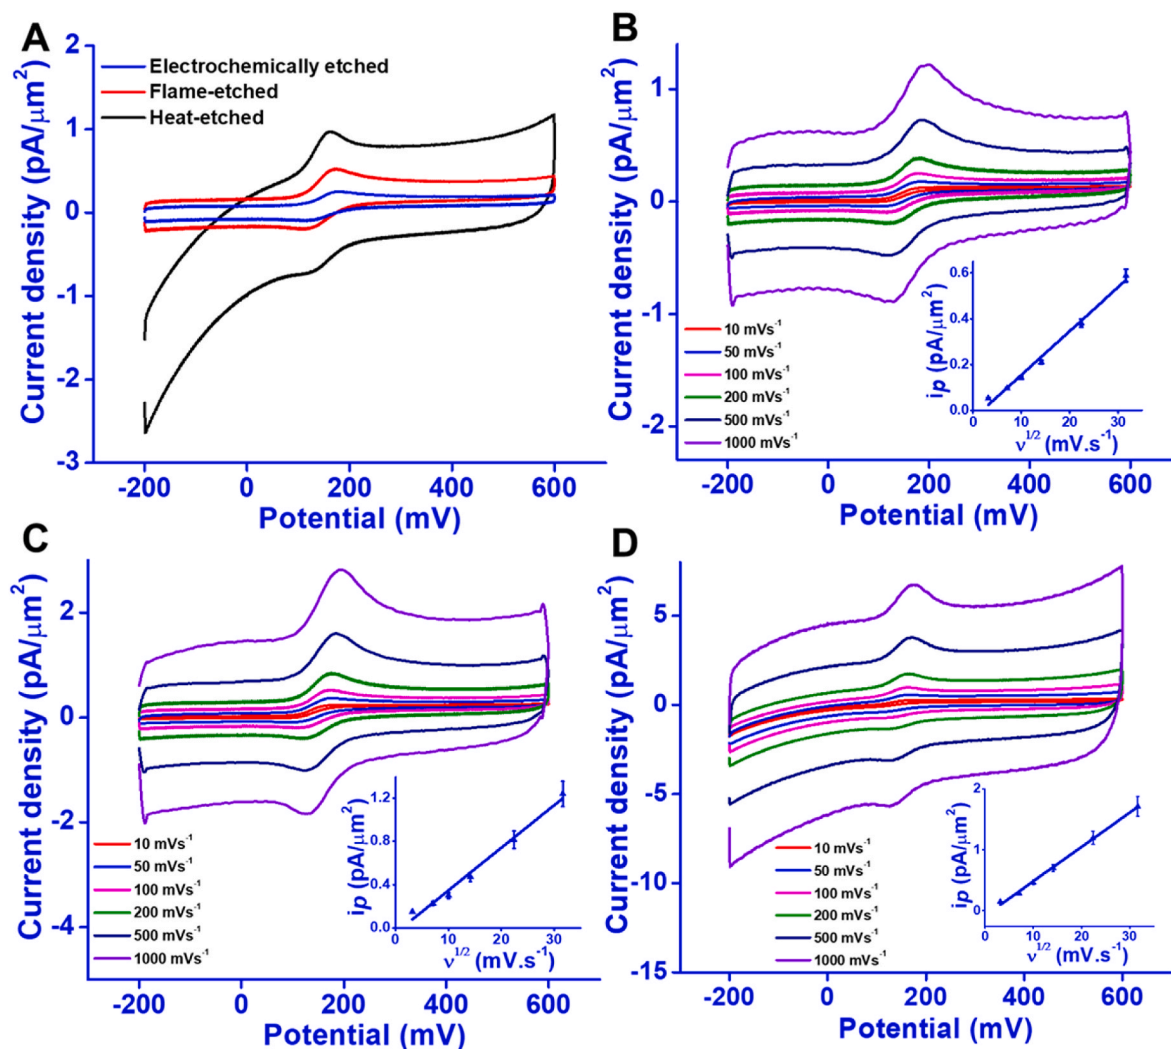 A
Current density (pA/μm²)
2
1
0
-1
-2
-3
Electrochemically etched
Flame-etched
Heat-etched
-200
0
200
400
600
Potential (mV)
B
Current density (pA/μm²)
1
0
-1
-2
10 mVs⁻¹
50 mVs⁻¹
100 mVs⁻¹
200 mVs⁻¹
500 mVs⁻¹
1000 mVs⁻¹
ip (pA/μm²)
0.6
0.4
0.2
0.0
0
10
20
30
ν¹/² (mV.s⁻¹)
-200
0
200
400
600
Potential (mV)
C
Current density (pA/μm²)
2
0
-2
-4
10 mVs⁻¹
50 mVs⁻¹
100 mVs⁻¹
200 mVs⁻¹
500 mVs⁻¹
1000 mVs⁻¹
ip (pA/μm²)
1.2
0.8
0.4
0.0
0
10
20
30
ν¹/² (mV.s⁻¹)
-200
0
200
400
600
Potential (mV)
D
Current density (pA/μm²)
5
0
-5
-10
-15
10 mVs⁻¹
50 mVs⁻¹
100 mVs⁻¹
200 mVs⁻¹
500 mVs⁻¹
1000 mVs⁻¹
ip (pA/μm²)
2
1
0
0
10
20
30
ν¹/² (mV.s⁻¹)
-200
0
200
400
600
Potential (mV)